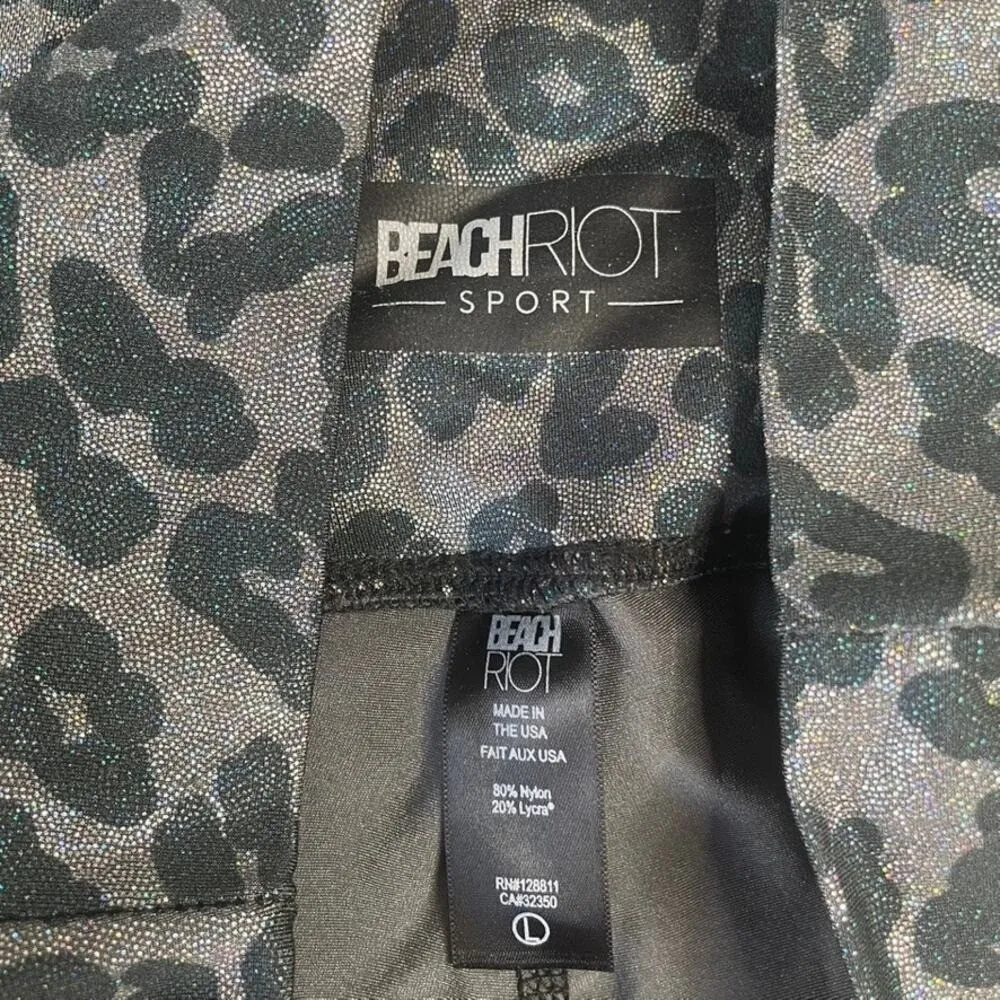 BEACHRIOT
SPORT
BEACH
RIOT
MADE IN
THE USA
FAIT AUX USA
80% Nylon
20% Lycra®
RN#128811
CA#32350
L